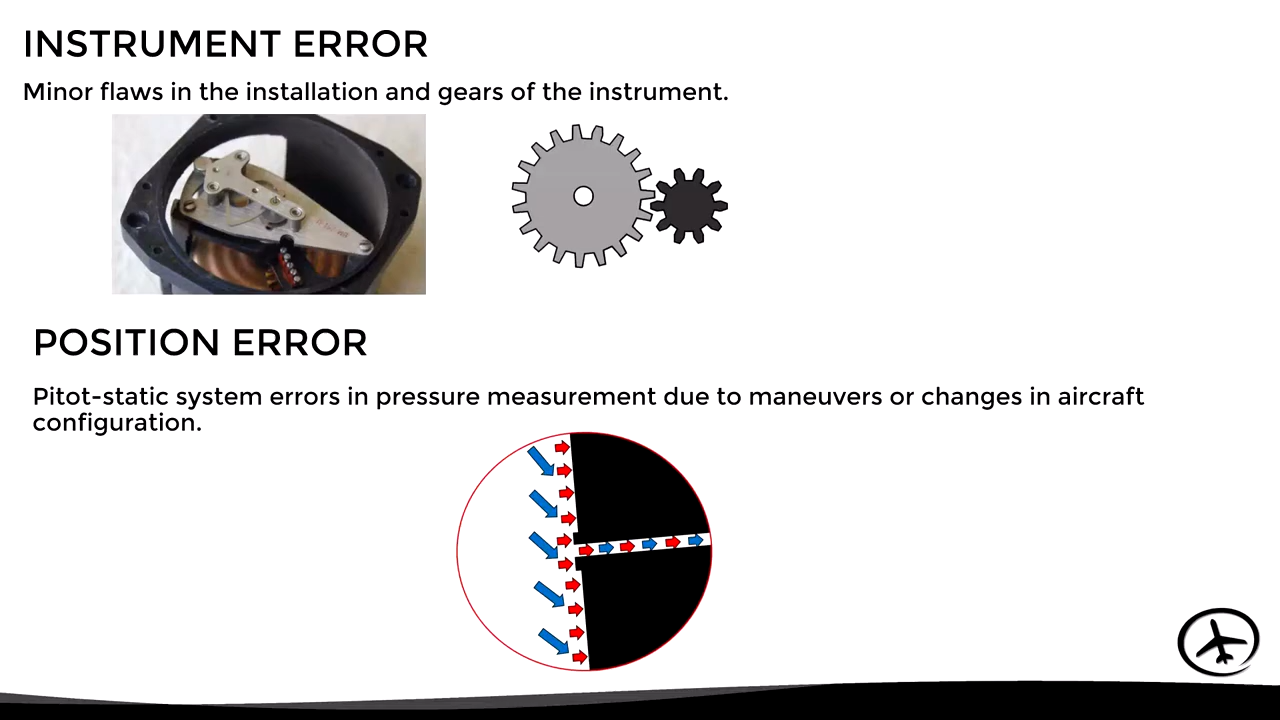 INSTRUMENT ERROR
Minor flaws in the installation and gears of the instrument.
POSITION ERROR
Pitot-static system errors in pressure measurement due to maneuvers or changes in aircraft
configuration.